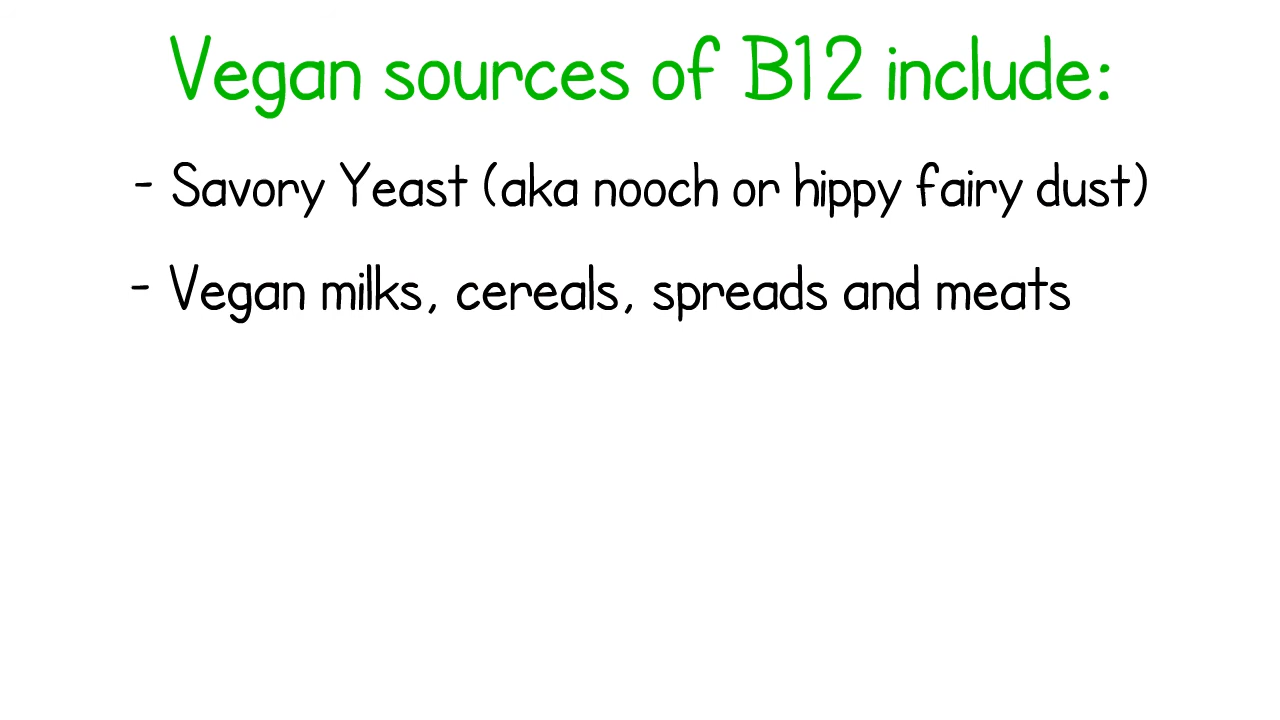 Vegan sources of B12 include:
- Savory Yeast (aka nooch or hippy fairy dust)
- Vegan milks, cereals, spreads and meats